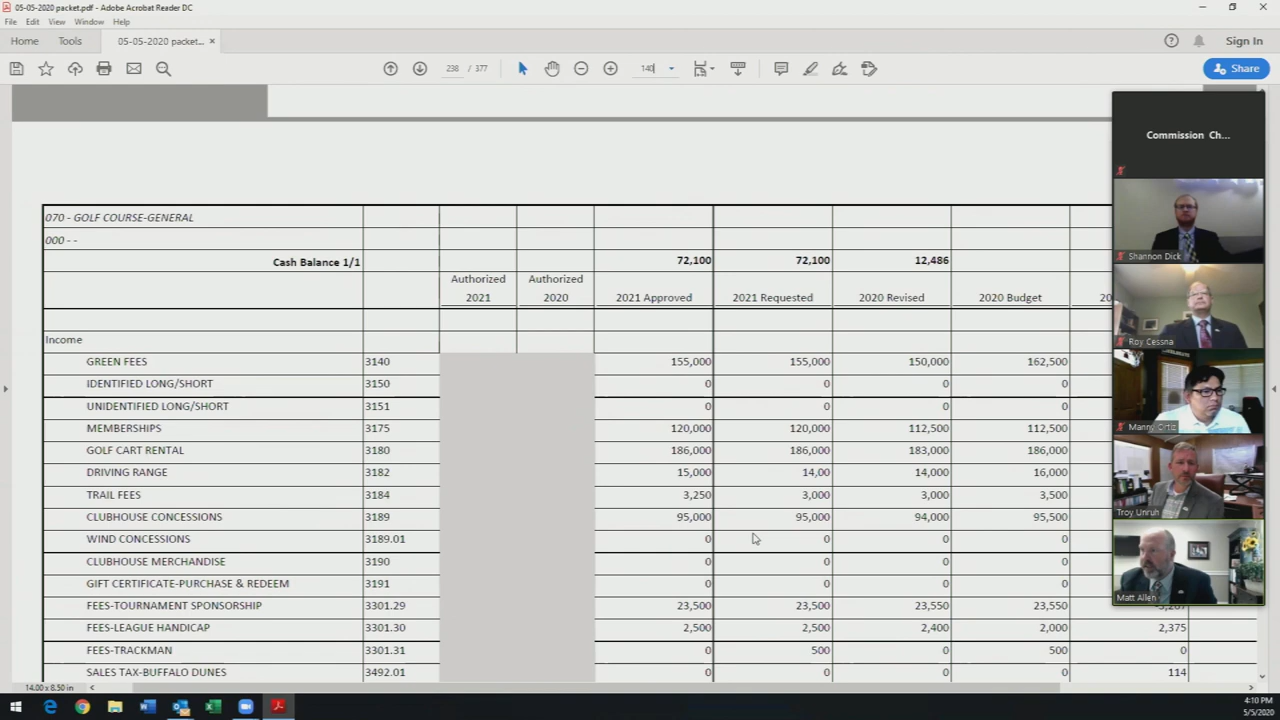 05-05-2020 packet.pdf - Adobe Acrobat Reader DC
File Edit View Window Help
Home Tools 05-05-2020 packet... × Sign In
238 / 377 140 Share
070 - GOLF COURSE-GENERAL
000 - -
Cash Balance 1/1 72,100 72,100 12,486
Authorized Authorized
2021 2020 2021 Approved 2021 Requested 2020 Revised 2020 Budget 20
Income
GREEN FEES 3140 155,000 155,000 150,000 162,500
IDENTIFIED LONG/SHORT 3150 0 0 0 0
UNIDENTIFIED LONG/SHORT 3151 0 0 0 0
MEMBERSHIPS 3175 120,000 120,000 112,500 112,500
GOLF CART RENTAL 3180 186,000 186,000 183,000 186,000
DRIVING RANGE 3182 15,000 14,00 14,000 16,000
TRAIL FEES 3184 3,250 3,000 3,000 3,500
CLUBHOUSE CONCESSIONS 3189 95,000 95,000 94,000 95,500
WIND CONCESSIONS 3189.01 0 0 0 0
CLUBHOUSE MERCHANDISE 3190 0 0 0 0
GIFT CERTIFICATE-PURCHASE & REDEEM 3191 0 0 0 0
FEES-TOURNAMENT SPONSORSHIP 3301.29 23,500 23,500 23,550 23,550
FEES-LEAGUE HANDICAP 3301.30 2,500 2,500 2,400 2,000 2,375
FEES-TRACKMAN 3301.31 0 500 0 500 0
SALES TAX-BUFFALO DUNES 3492.01 0 0 0 0 114
Commission Ch...
Shannon Dick
Roy Cessna
Manny Ortiz
Troy Unruh
Matt Allen
14.00 x 8.50 in
4:10 PM
5/5/2020